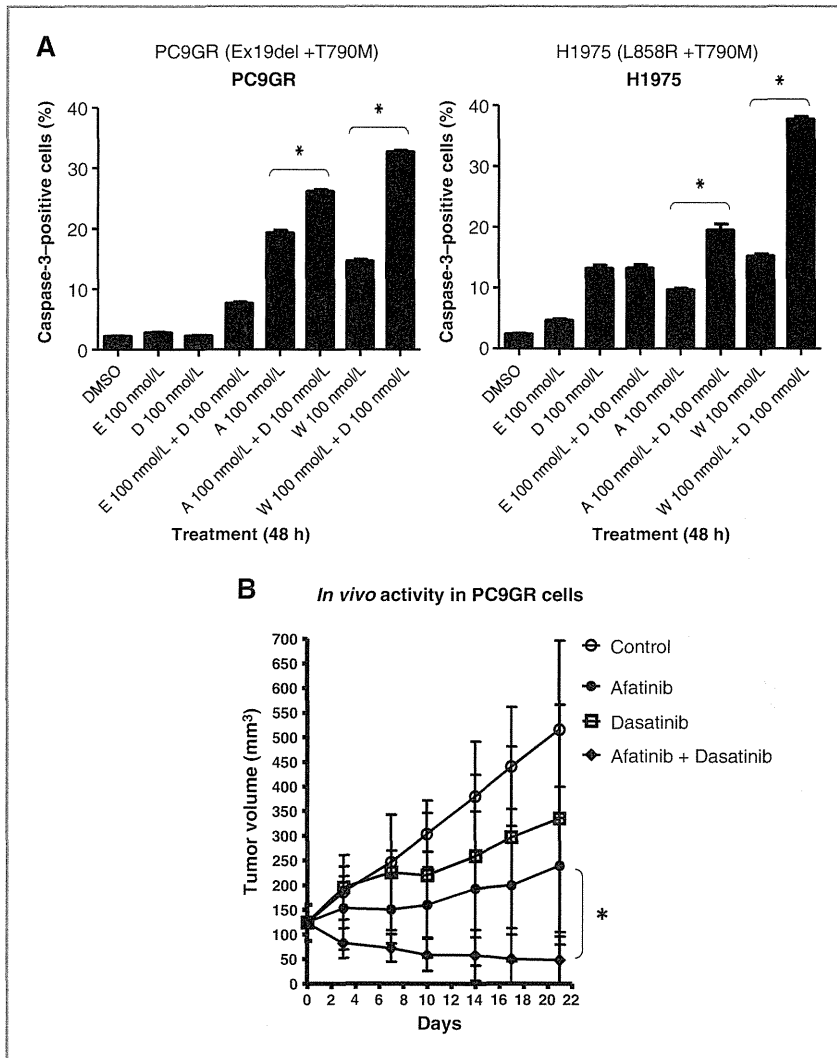 A
PC9GR (Ex19del +T790M)
PC9GR
Caspase-3–positive cells (%)
40
30
20
10
0
*
*
DMSO
E 100 nmol/L
D 100 nmol/L
E 100 nmol/L + D 100 nmol/L
A 100 nmol/L
A 100 nmol/L + D 100 nmol/L
W 100 nmol/L
W 100 nmol/L + D 100 nmol/L
Treatment (48 h)
H1975 (L858R +T790M)
H1975
Caspase-3–positive cells (%)
40
30
20
10
0
*
*
DMSO
E 100 nmol/L
D 100 nmol/L
E 100 nmol/L + D 100 nmol/L
A 100 nmol/L
A 100 nmol/L + D 100 nmol/L
W 100 nmol/L
W 100 nmol/L + D 100 nmol/L
Treatment (48 h)
B
In vivo activity in PC9GR cells
Tumor volume (mm³)
700
650
600
550
500
450
400
350
300
250
200
150
100
50
0
0 2 4 6 8 10 12 14 16 18 20 22
Days
Control
Afatinib
Dasatinib
Afatinib + Dasatinib
*